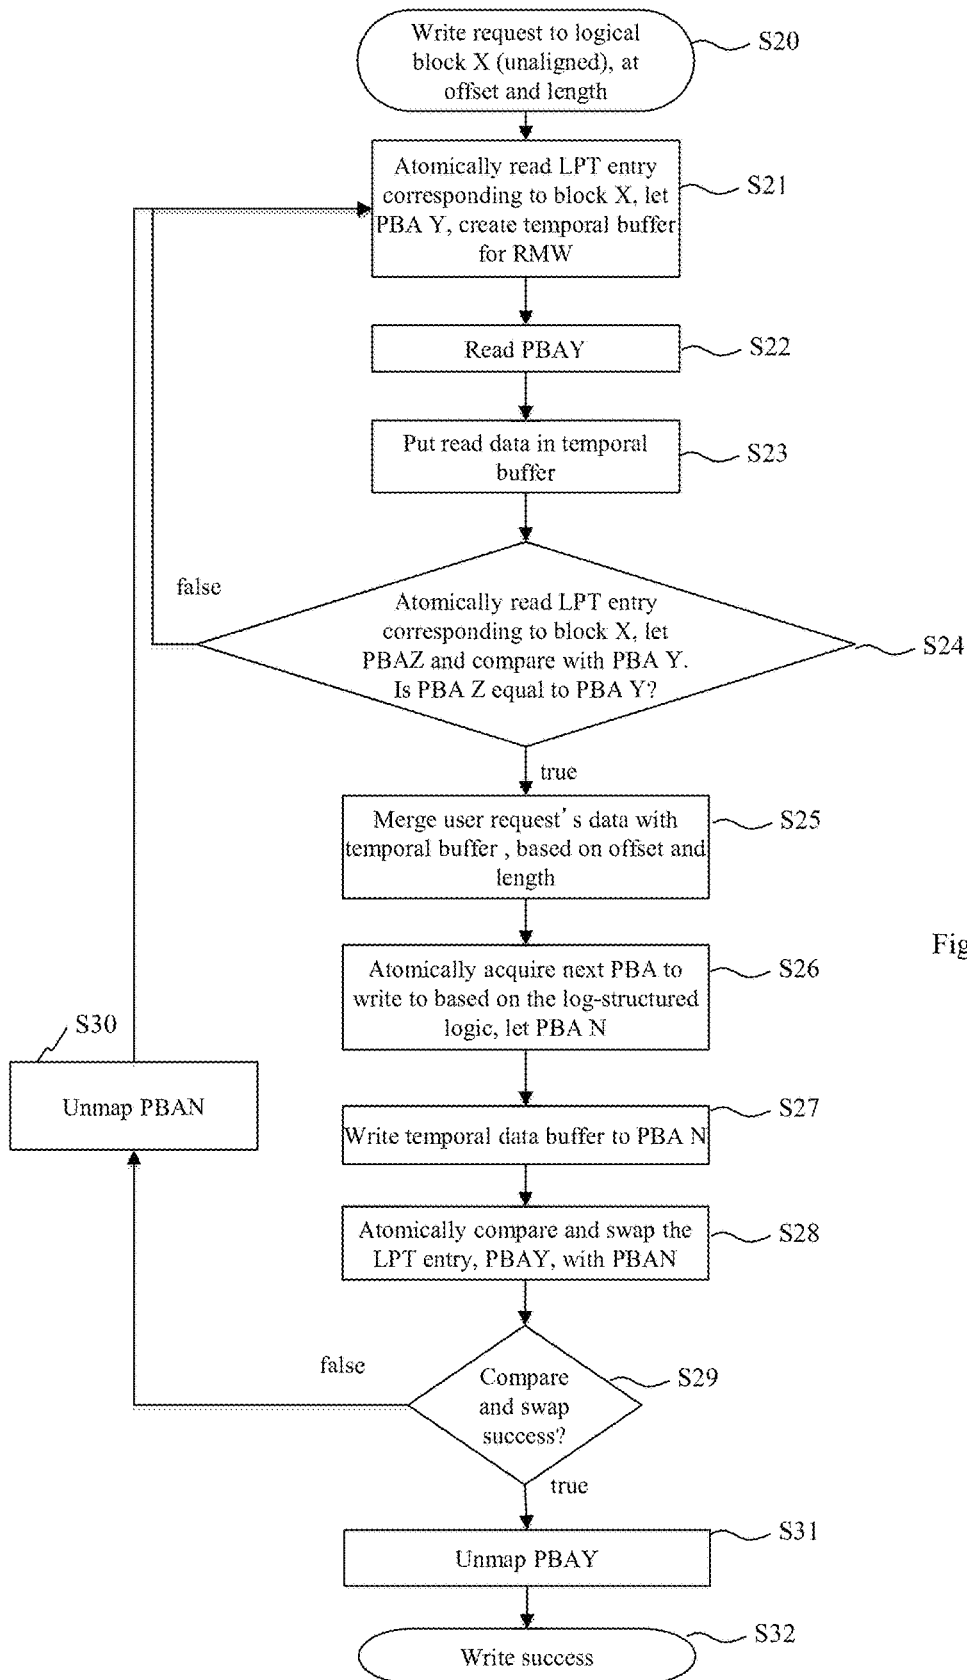 Write request to logical
block X (unaligned), at
offset and length
S20
Atomically read LPT entry
corresponding to block X, let
PBA Y, create temporal buffer
for RMW
S21
Read PBAY
S22
Put read data in temporal
buffer
S23
false
Atomically read LPT entry
corresponding to block X, let
PBAZ and compare with PBA Y.
Is PBA Z equal to PBA Y?
S24
true
Merge user request's data with
temporal buffer , based on offset and
length
S25
Fig
Atomically acquire next PBA to
write to based on the log-structured
logic, let PBA N
S26
S30
Unmap PBAN
Write temporal data buffer to PBA N
S27
Atomically compare and swap the
LPT entry, PBAY, with PBAN
S28
false
Compare
and swap
success?
S29
true
Unmap PBAY
S31
Write success
S32